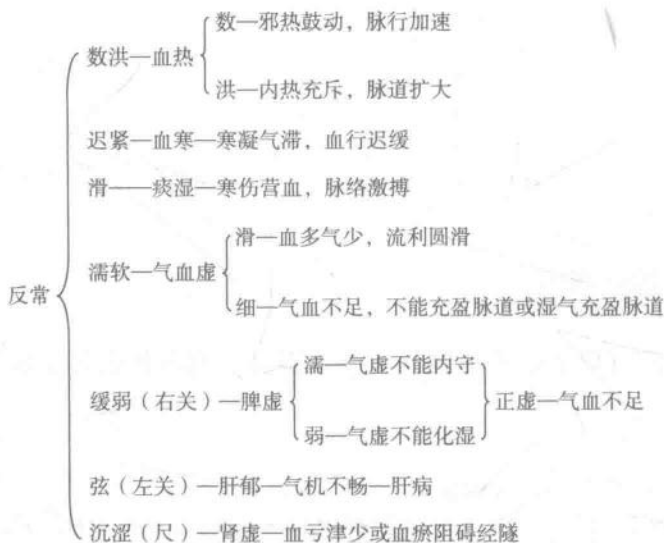 数—邪热鼓动，脉行加速
数洪—血热
洪—内热充斥，脉道扩大
迟紧—血寒—寒凝气滞，血行迟缓
滑——痰湿—寒伤营血，脉络激搏
滑—血多气少，流利圆滑
濡软—气血虚
反常
细—气血不足，不能充盈脉道或湿气充盈脉道
濡—气虚不能内守
缓弱（右关）—脾虚
正虚—气血不足
弱—气虚不能化湿
弦（左关）—肝郁—气机不畅—肝病
沉涩（尺）—肾虚—血亏津少或血瘀阻碍经隧